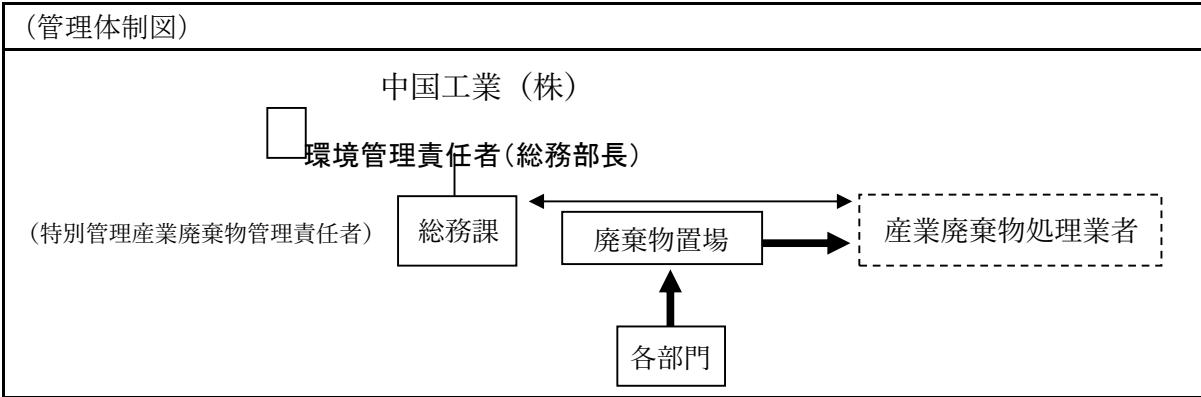 （管理体制図）
中国工業（株）
環境管理責任者（総務部長）
（特別管理産業廃棄物管理責任者）
総務課
廃棄物置場
産業廃棄物処理業者
各部門